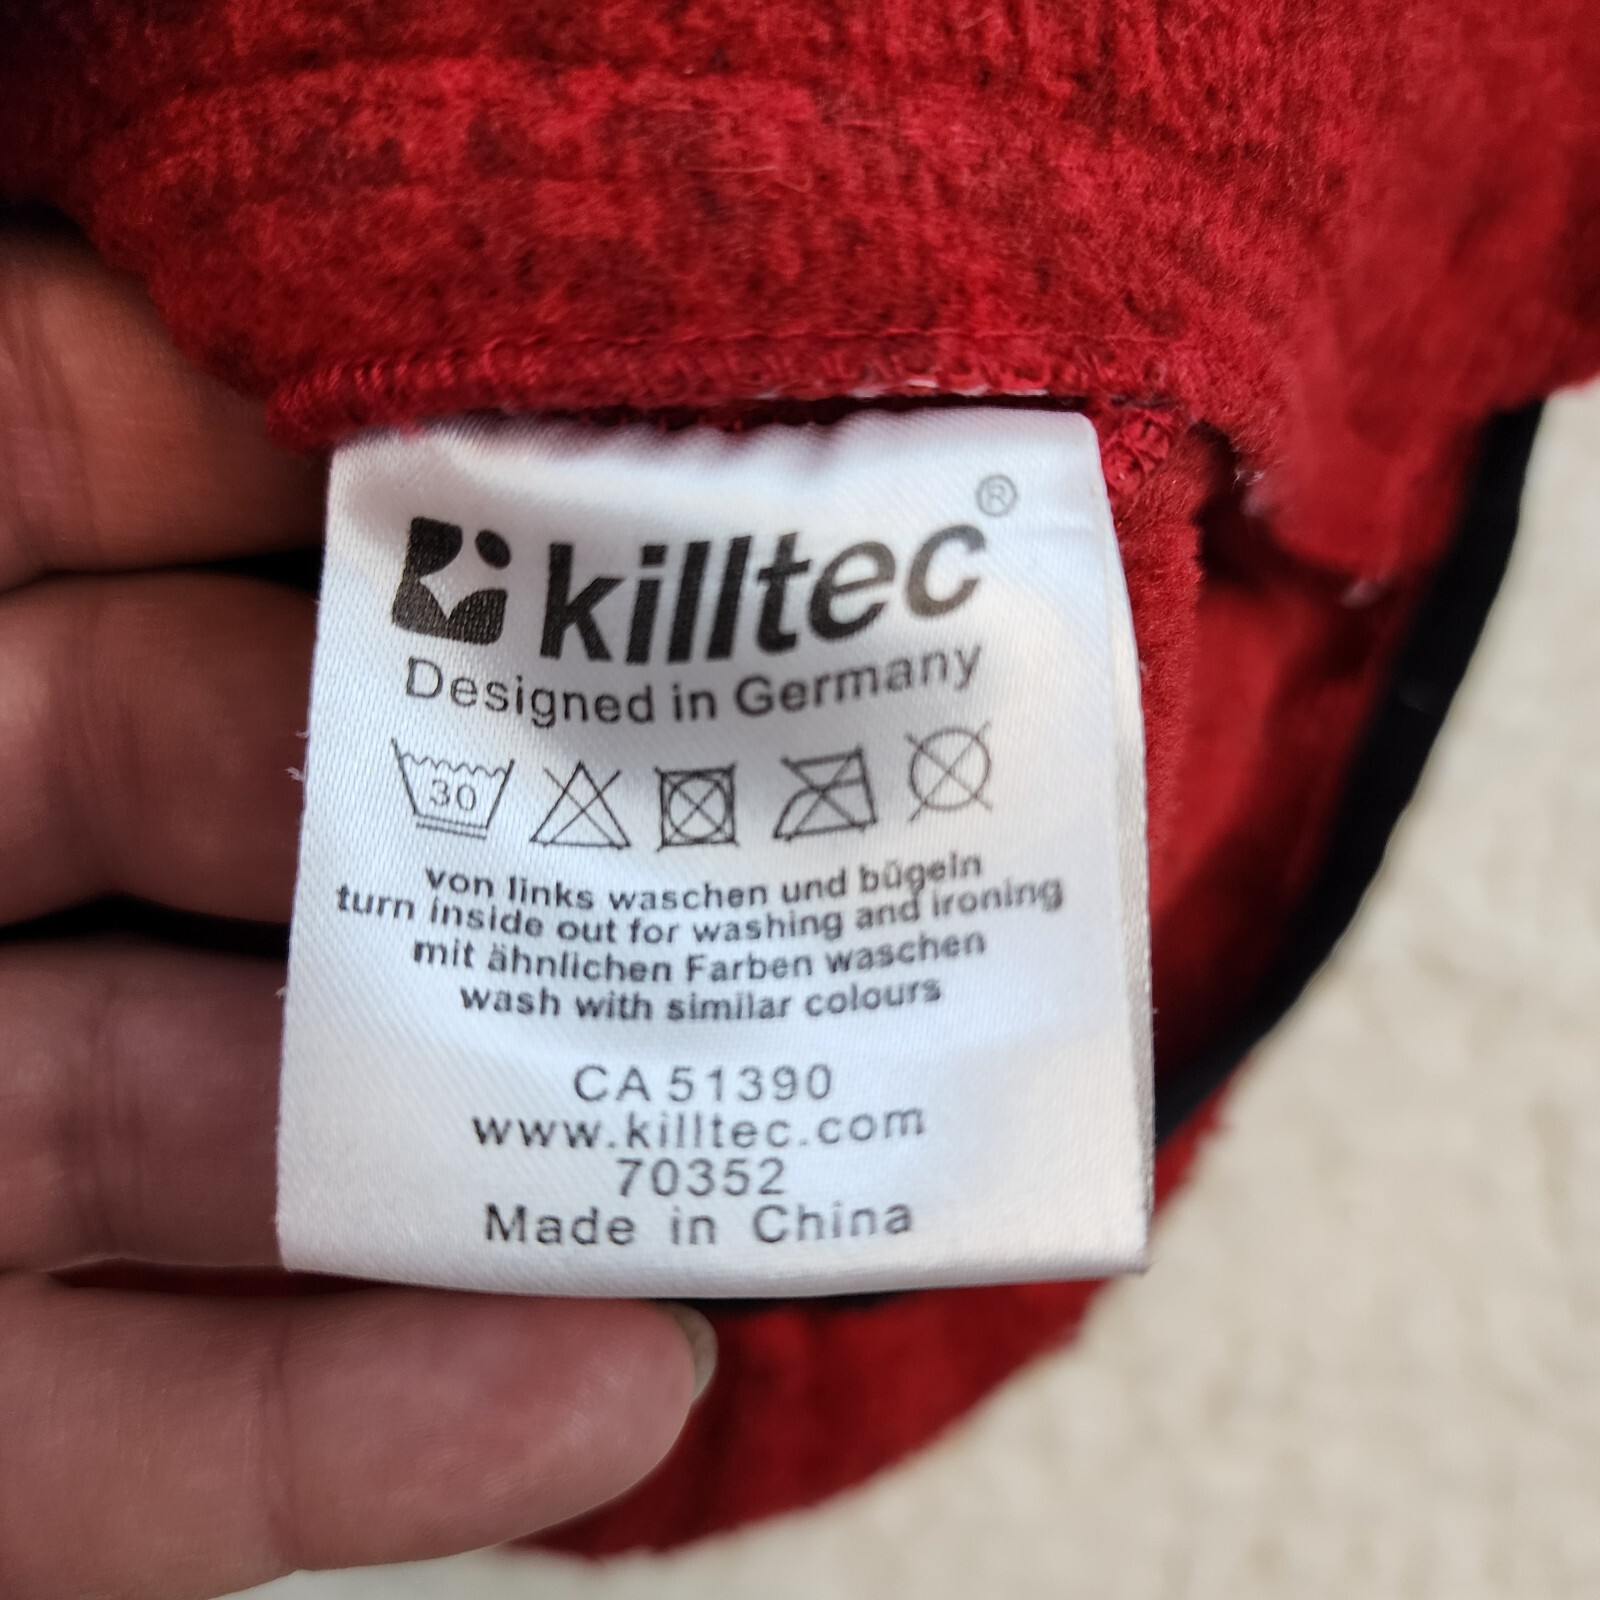 killtec®
Designed in Germany
30
von links waschen und bügeln
turn inside out for washing and ironing
mit ähnlichen Farben waschen
wash with similar colours
CA 51390
www.killtec.com
70352
Made in China